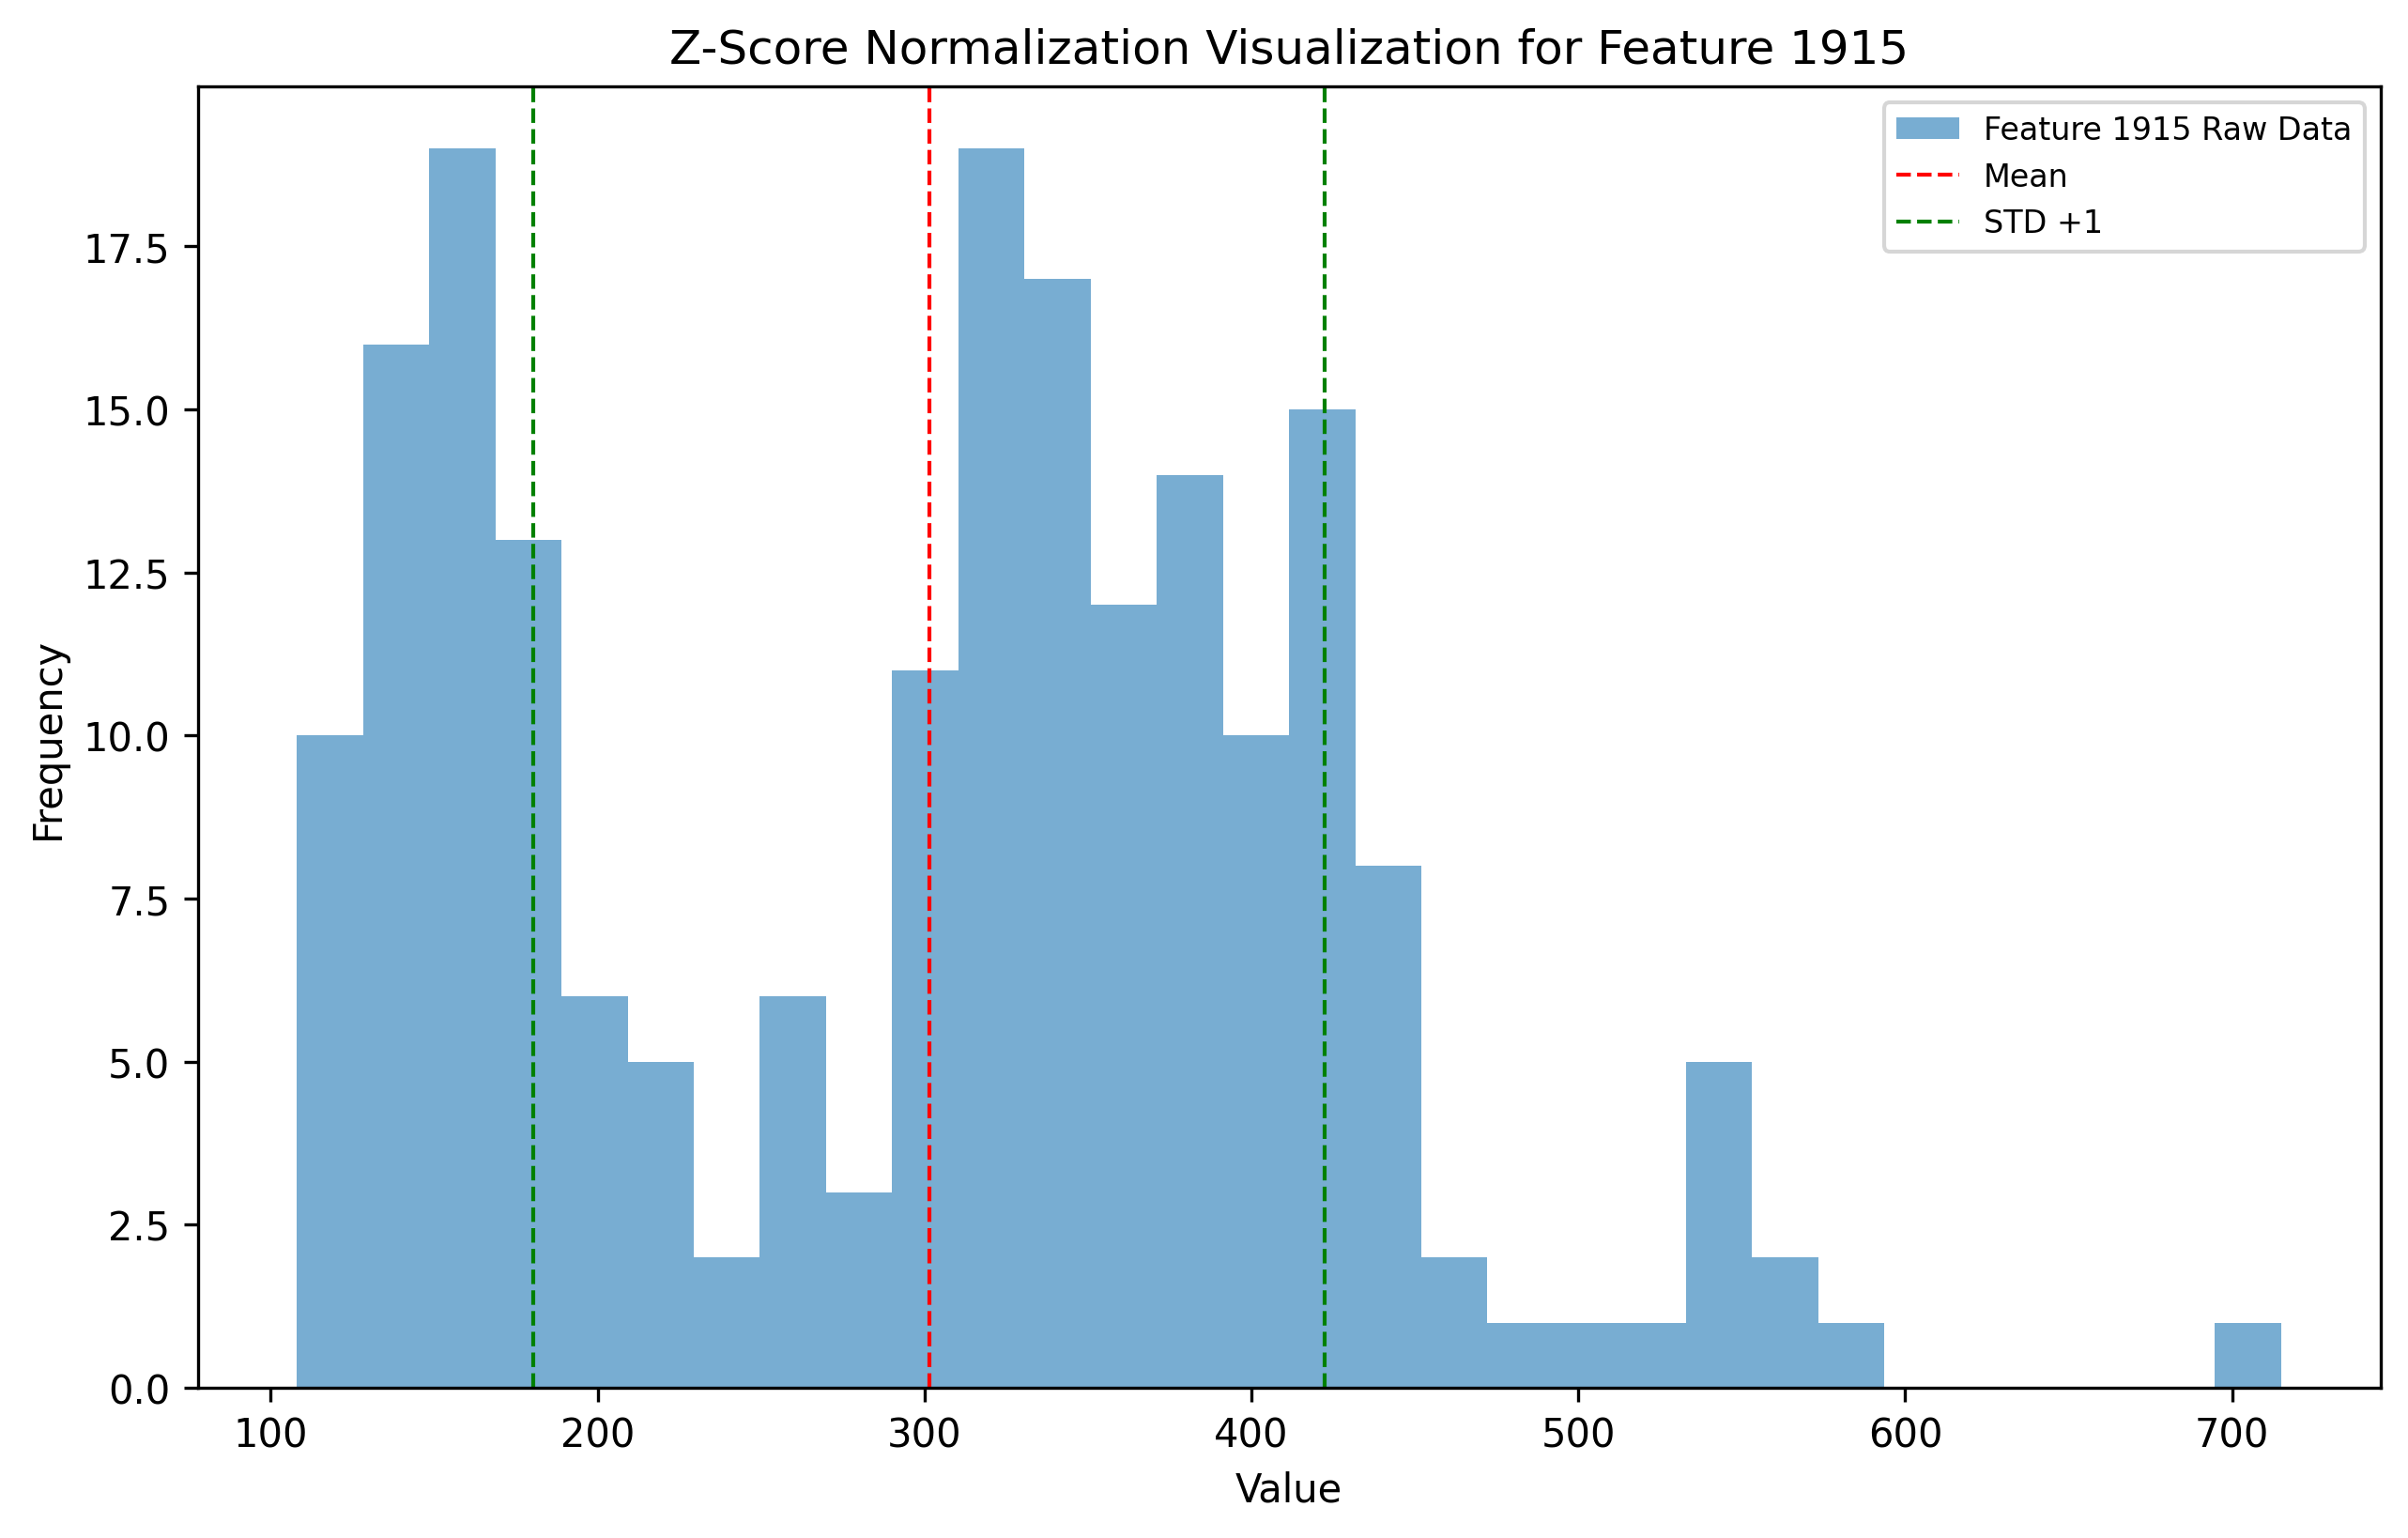 Z-Score Normalization Visualization for Feature 1915
Feature 1915 Raw Data
Mean
STD +1
Frequency
17.5
15.0
12.5
10.0
7.5
5.0
2.5
0.0
100 200 300 400 500 600 700
Value